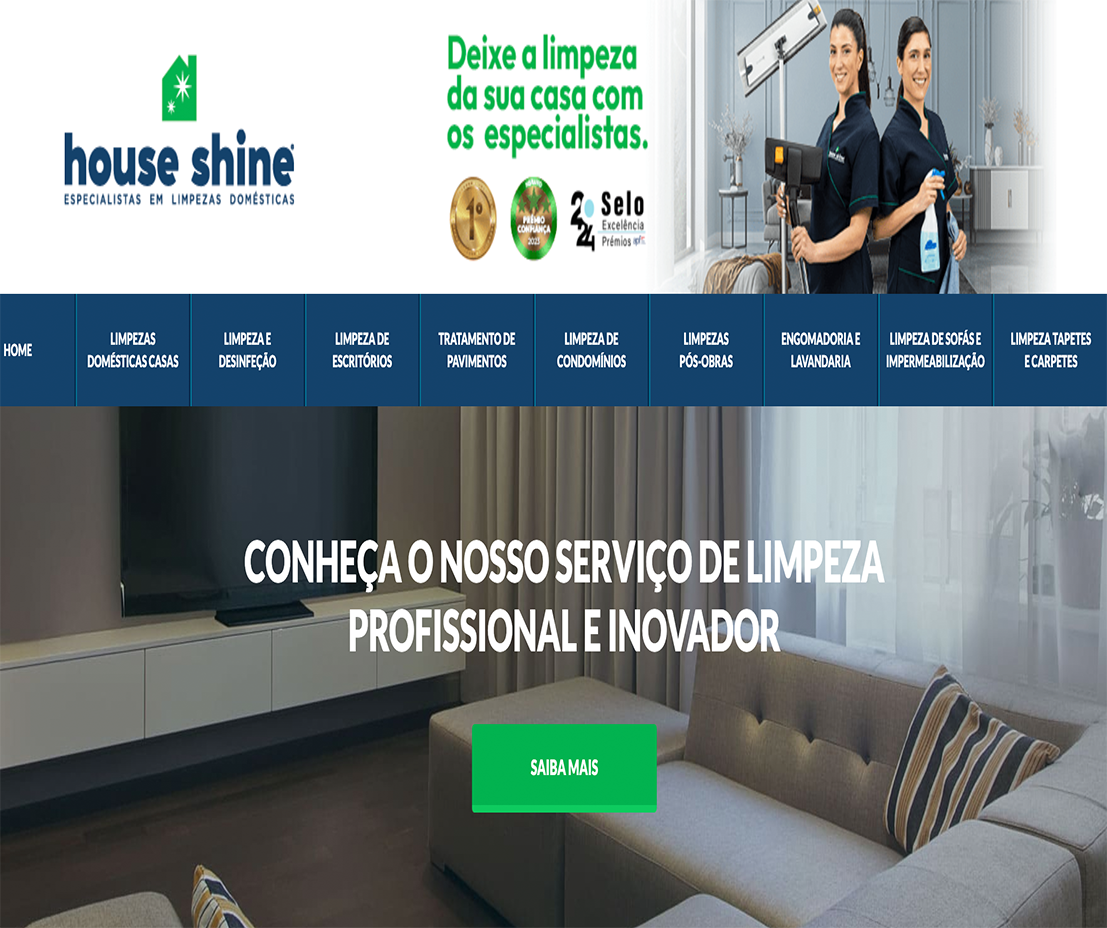 house shine
ESPECIALISTAS EM LIMPEZAS DOMÉSTICAS
Deixe a limpeza
da sua casa com
os especialistas.
1º
PRÉMIO
CONFIANÇA
2023
2024
Selo
Excelência
Prémios
house shine
HOME
LIMPEZAS
DOMÉSTICAS CASAS
LIMPEZA E
DESINFEÇÃO
LIMPEZA DE
ESCRITÓRIOS
TRATAMENTO DE
PAVIMENTOS
LIMPEZA DE
CONDOMÍNIOS
LIMPEZAS
PÓS-OBRAS
ENGOMADORIA E
LAVANDARIA
LIMPEZA DE SOFÁS E
IMPERMEABILIZAÇÃO
LIMPEZA TAPETES
E CARPETES
CONHEÇA O NOSSO SERVIÇO DE LIMPEZA
PROFISSIONAL E INOVADOR
SAIBA MAIS